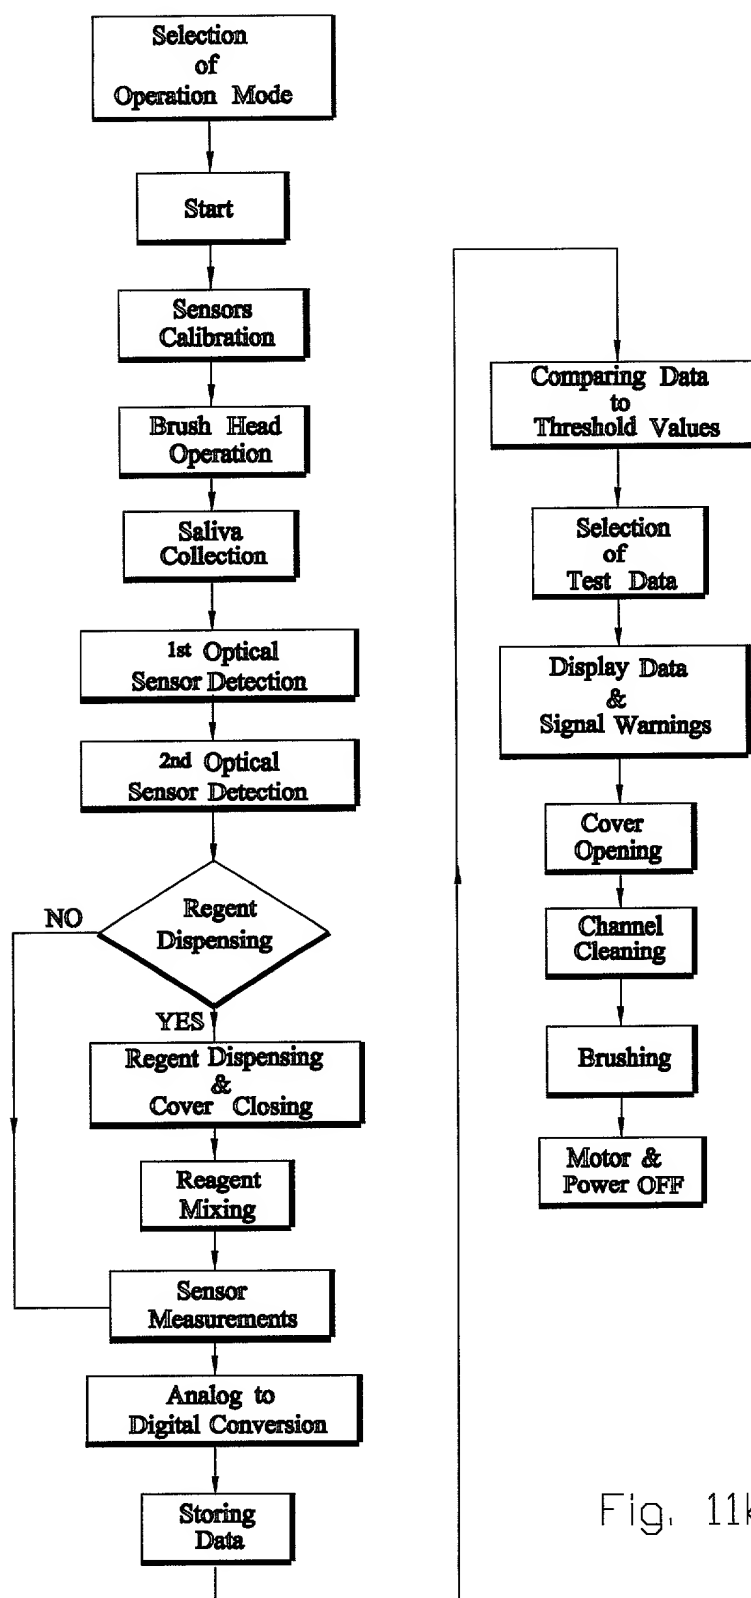 Selection
of
Operation Mode
Start
Sensors
Calibration
Brush Head
Operation
Saliva
Collection
1st Optical
Sensor Detection
2nd Optical
Sensor Detection
Regent
Dispensing
NO
YES
Regent Dispensing
&
Cover Closing
Reagent
Mixing
Sensor
Measurements
Analog to
Digital Conversion
Storing
Data
Comparing Data
to
Threshold Values
Selection
of
Test Data
Display Data
&
Signal Warnings
Cover
Opening
Channel
Cleaning
Brushing
Motor &
Power OFF
Fig. 11k